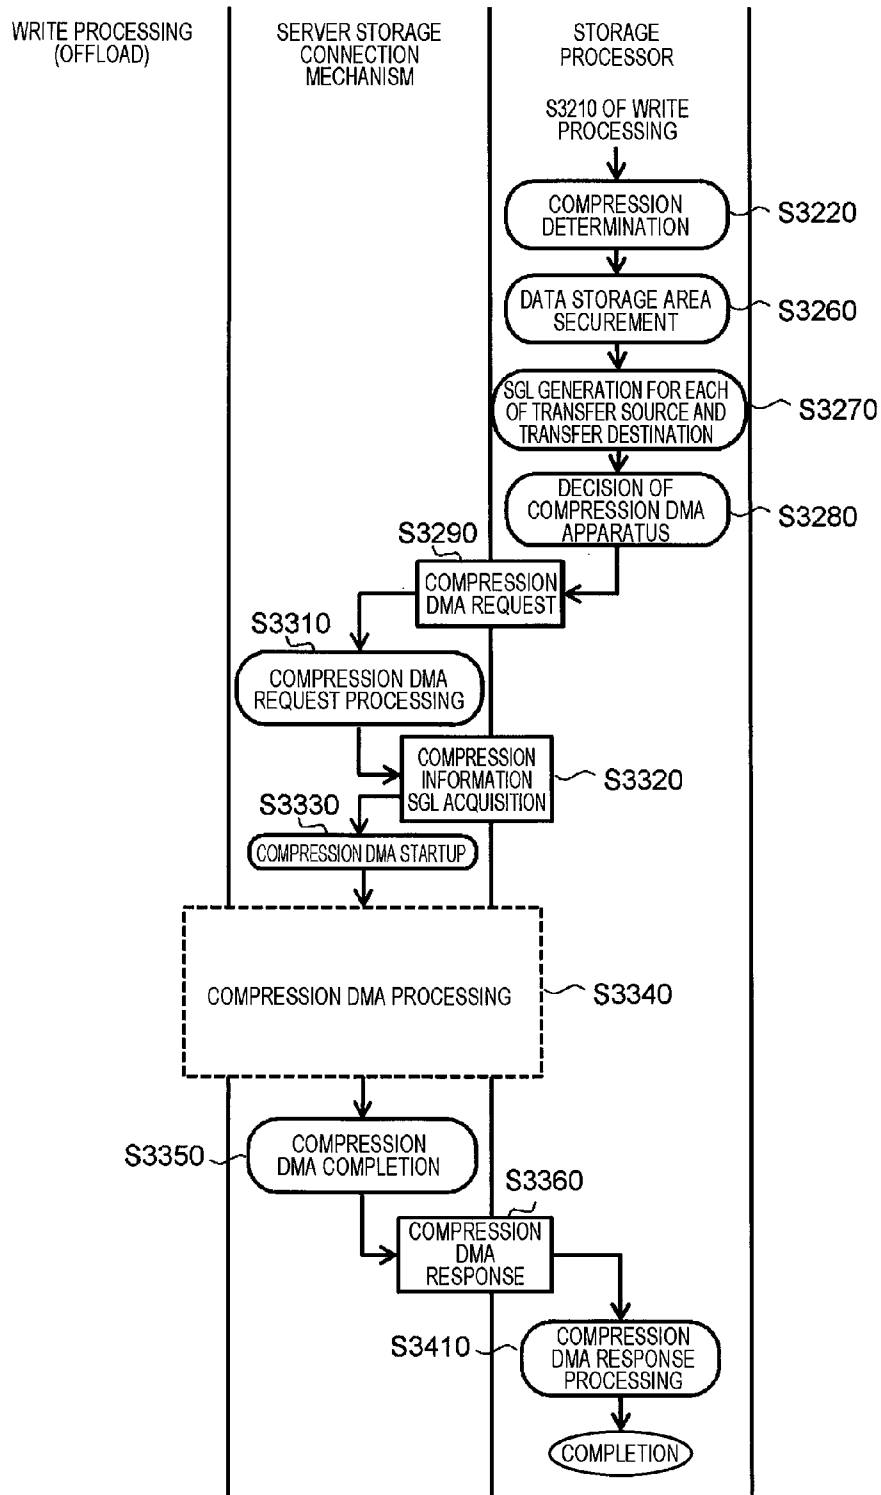 WRITE PROCESSING
(OFFLOAD)
SERVER STORAGE
CONNECTION
MECHANISM
STORAGE
PROCESSOR
S3210 OF WRITE
PROCESSING
COMPRESSION
DETERMINATION
S3220
DATA STORAGE AREA
SECUREMENT
S3260
SGL GENERATION FOR EACH
OF TRANSFER SOURCE AND
TRANSFER DESTINATION
S3270
DECISION OF
COMPRESSION DMA
APPARATUS
S3280
S3290
COMPRESSION
DMA REQUEST
S3310
COMPRESSION DMA
REQUEST PROCESSING
COMPRESSION
INFORMATION
SGL ACQUISITION
S3320
S3330
COMPRESSION DMA STARTUP
COMPRESSION DMA PROCESSING
S3340
S3350
COMPRESSION
DMA COMPLETION
S3360
COMPRESSION
DMA
RESPONSE
S3410
COMPRESSION
DMA RESPONSE
PROCESSING
COMPLETION